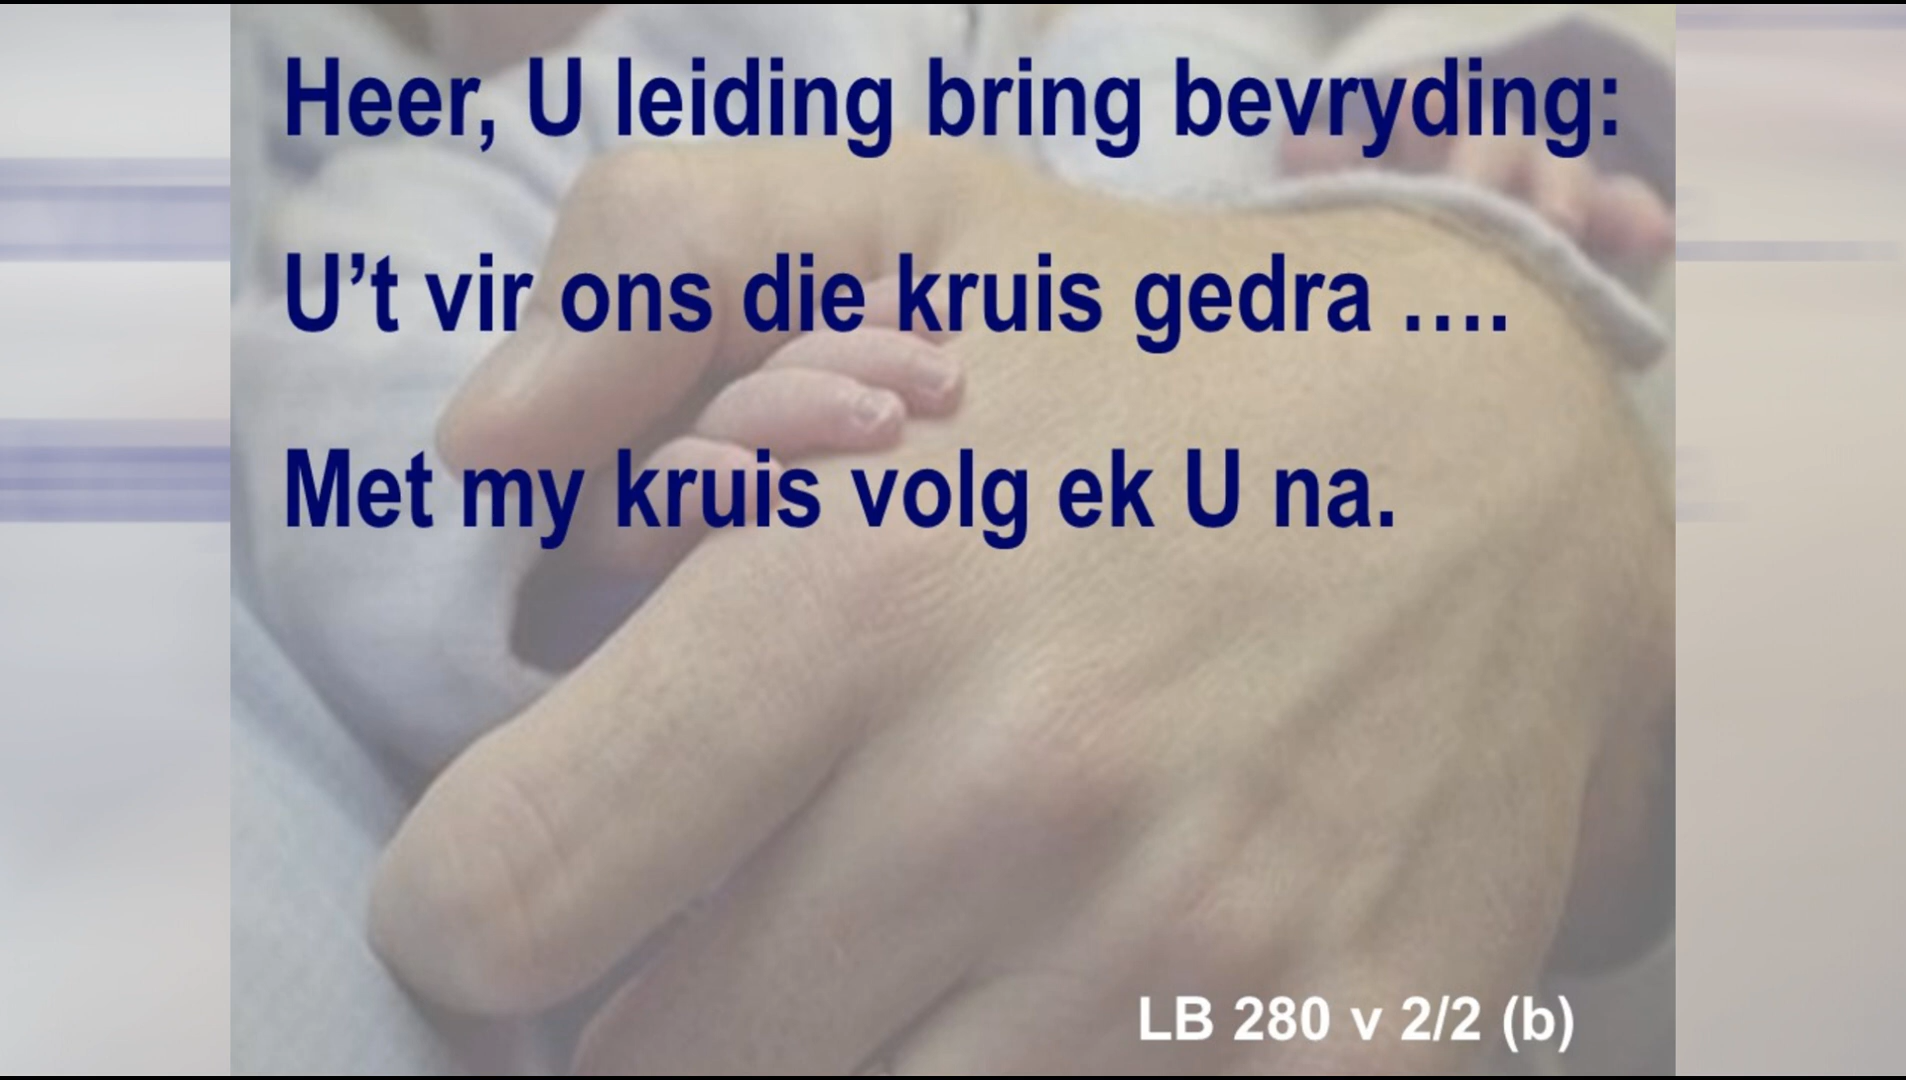 Heer, U leiding bring bevryding:
U’t vir ons die kruis gedra ….
Met my kruis volg ek U na.
LB 280 v 2/2 (b)